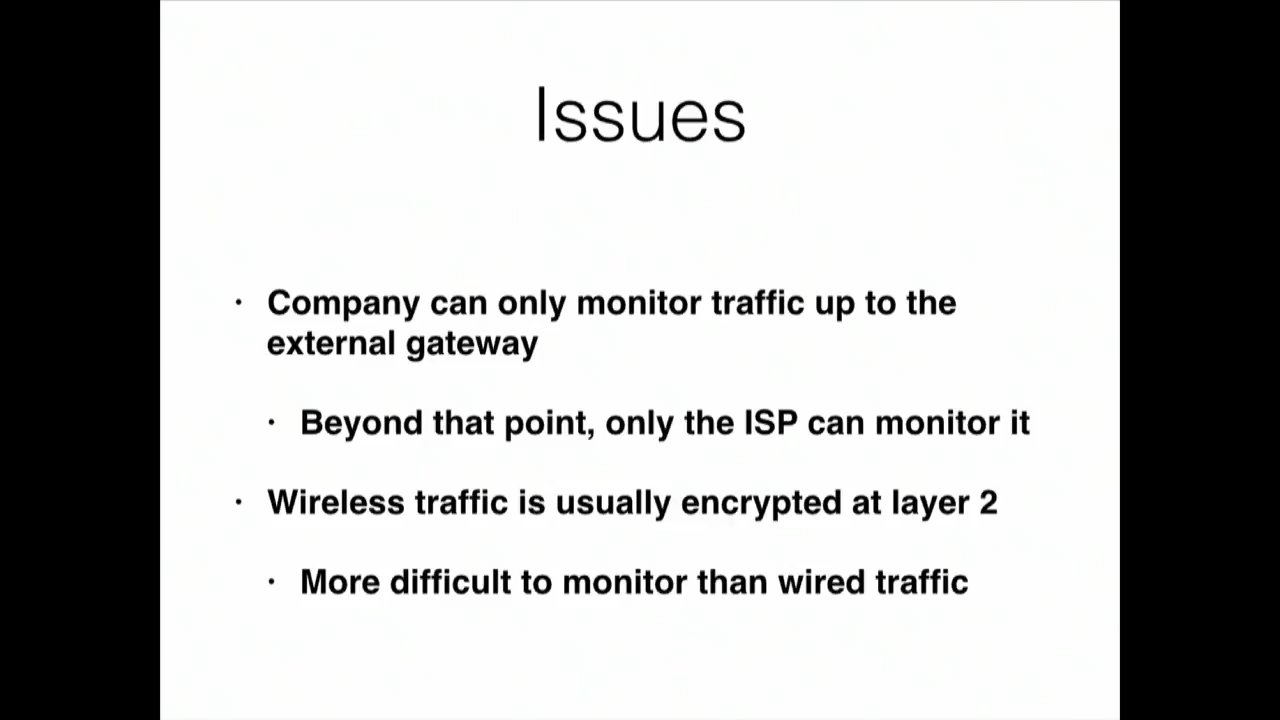 Issues
· Company can only monitor traffic up to the
external gateway
· Beyond that point, only the ISP can monitor it
· Wireless traffic is usually encrypted at layer 2
· More difficult to monitor than wired traffic